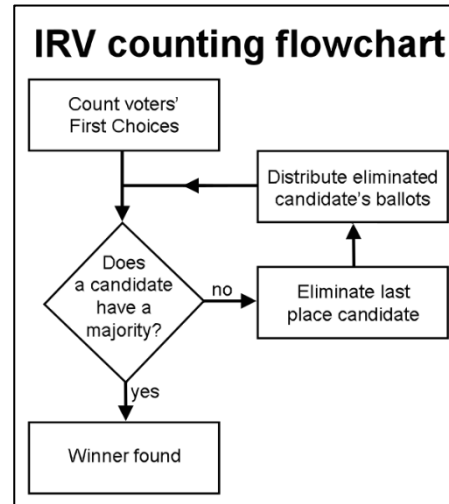 IRV counting flowchart
Count voters'
First Choices
Distribute eliminated
candidate's ballots
Does
a candidate
have a
majority?
no
Eliminate last
place candidate
yes
Winner found